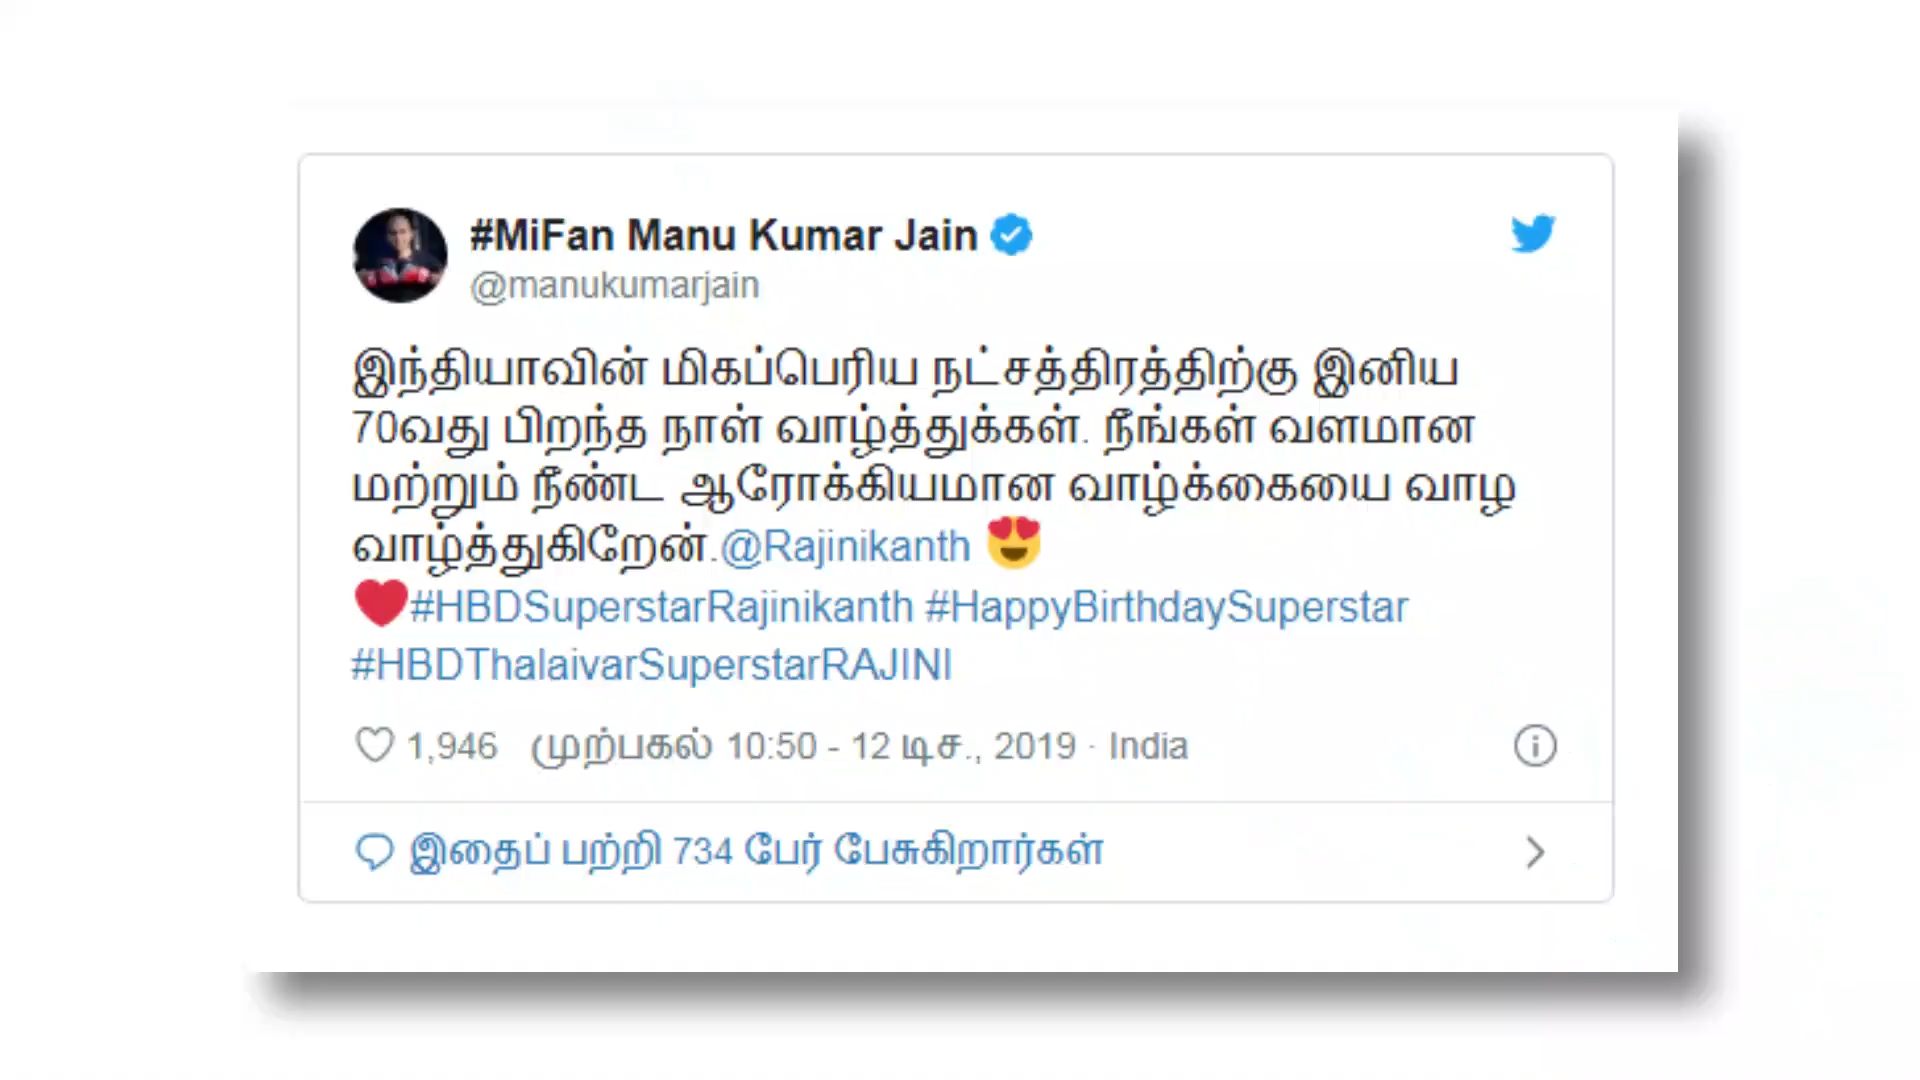 #MiFan Manu Kumar Jain
@manukumarjain
இந்தியாவின் மிகப்பெரிய நட்சத்திரத்திற்கு இனிய
70வது பிறந்த நாள் வாழ்த்துக்கள். நீங்கள் வளமான
மற்றும் நீண்ட ஆரோக்கியமான வாழ்க்கையை வாழ
வாழ்த்துகிறேன்.@Rajinikanth 😍
❤️#HBDSuperstarRajinikanth #HappyBirthdaySuperstar
#HBDThalaivarSuperstarRAJINI
1,946 முற்பகல் 10:50 - 12 டிச., 2019 · India
இதைப் பற்றி 734 பேர் பேசுகிறார்கள்